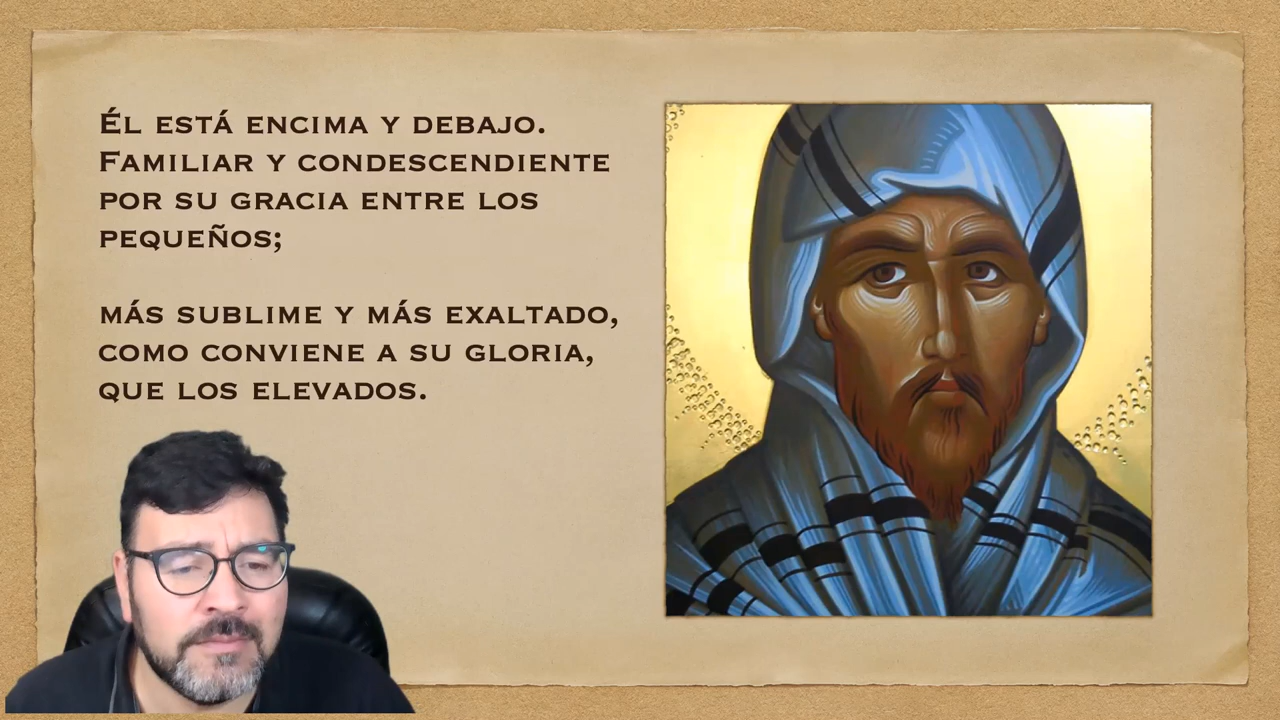 Él está encima y debajo.
Familiar y condescendiente
por su gracia entre los
pequeños;
más sublime y más exaltado,
como conviene a su gloria,
que los elevados.